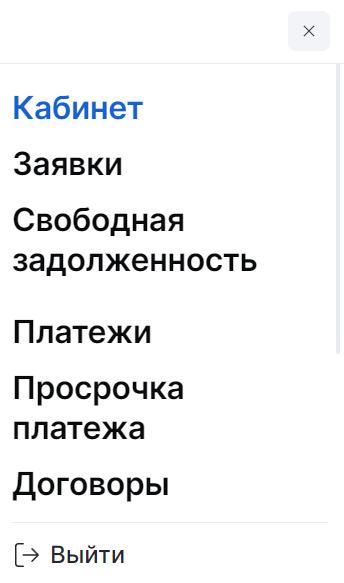 Кабинет
Заявки
Свободная
задолженность
Платежи
Просрочка
платежа
Договоры
Выйти